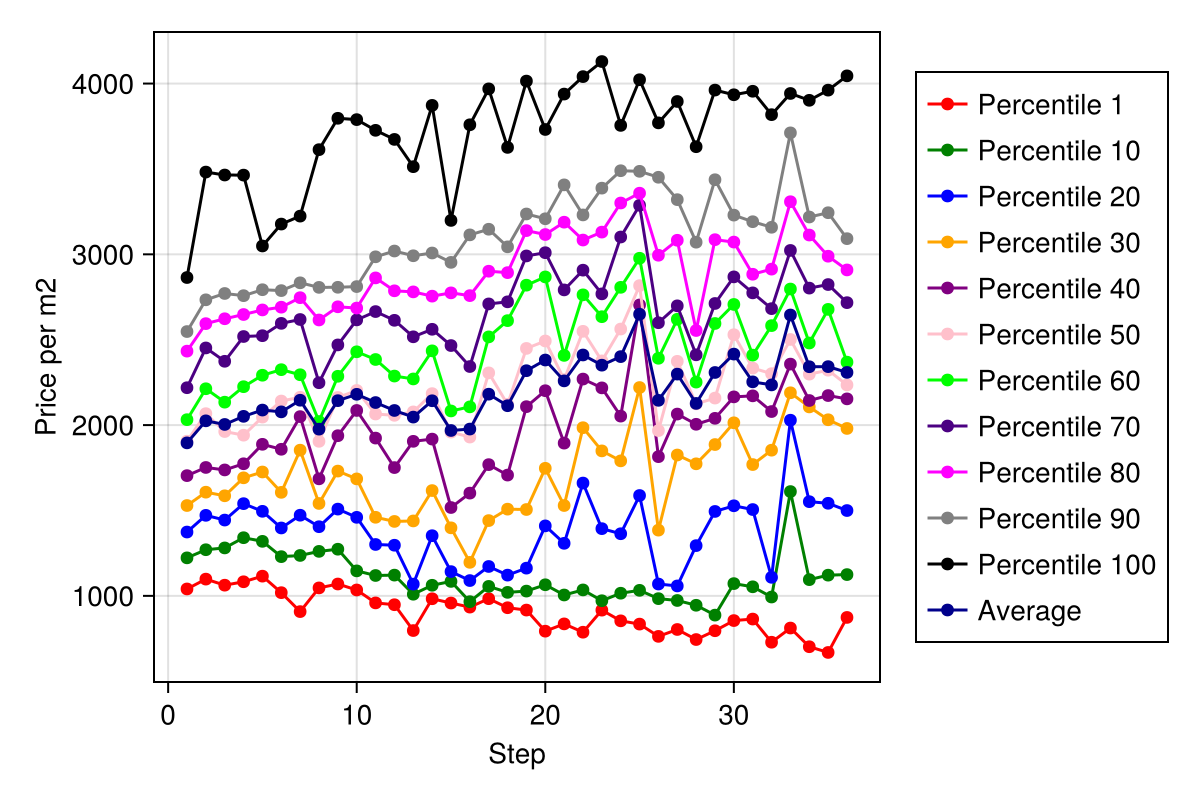 Price per m2
4000
3000
2000
1000
0 10 20 30
Step
Percentile 1
Percentile 10
Percentile 20
Percentile 30
Percentile 40
Percentile 50
Percentile 60
Percentile 70
Percentile 80
Percentile 90
Percentile 100
Average